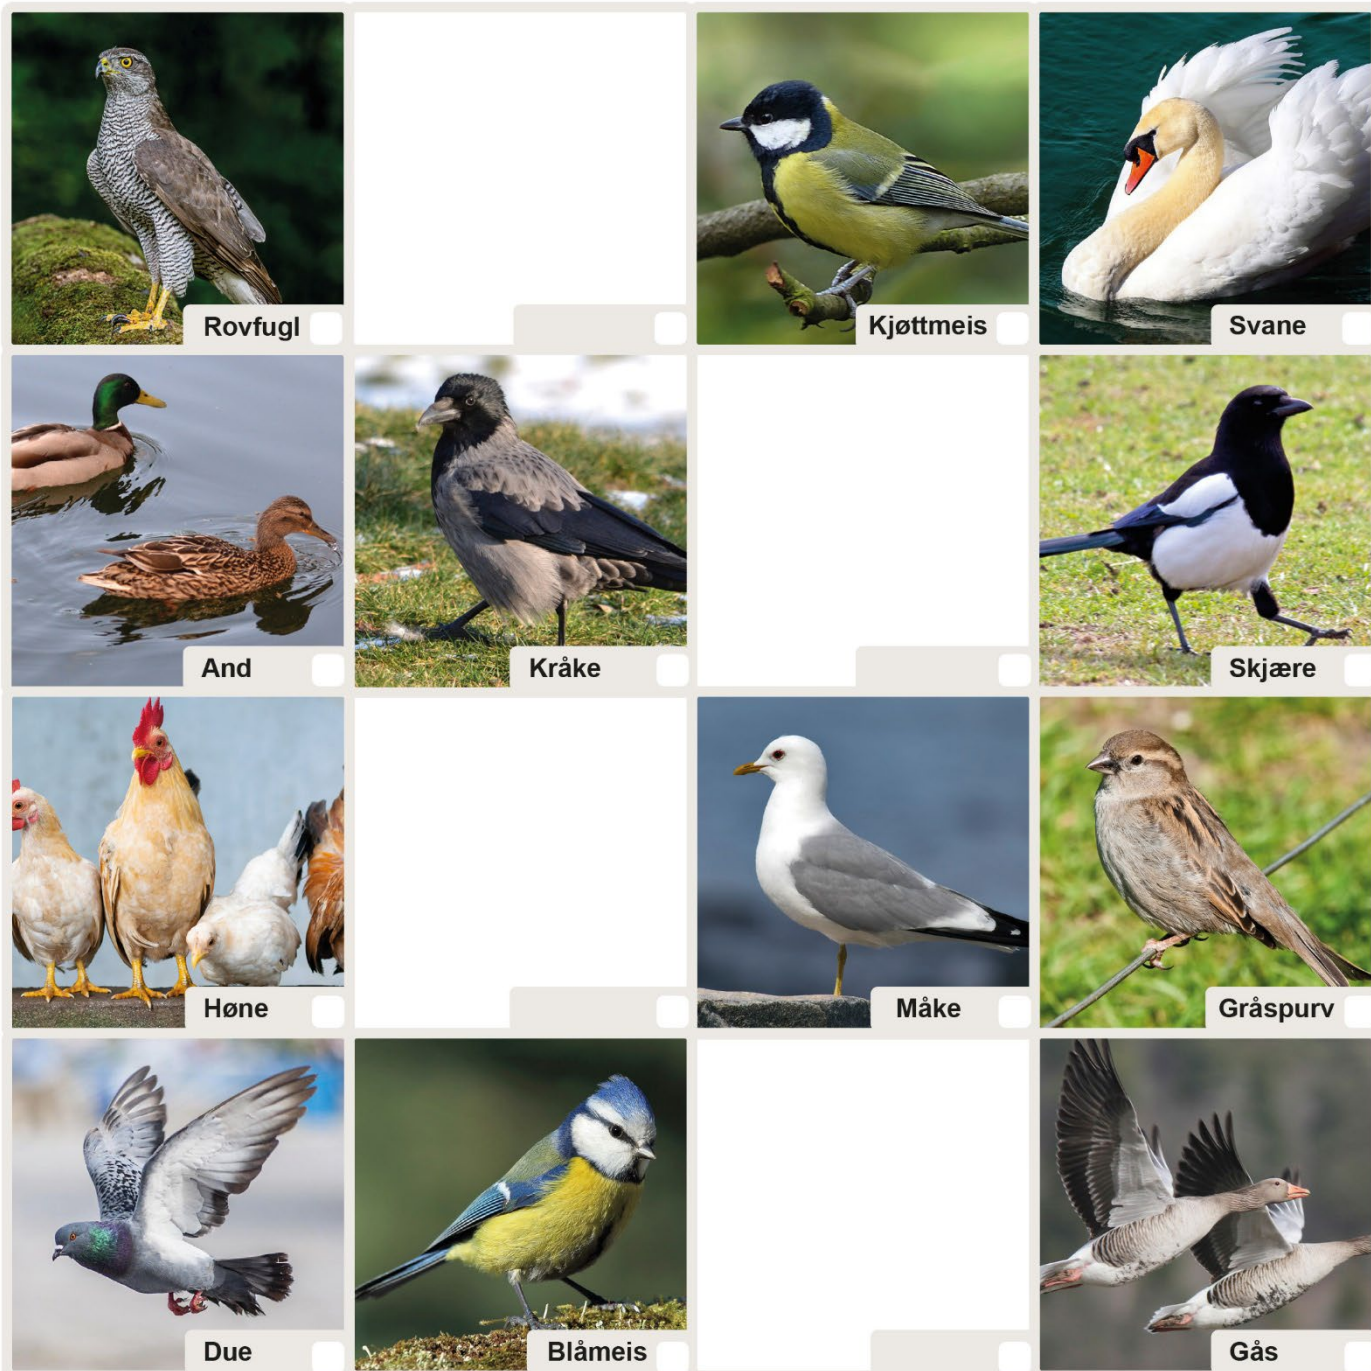 Rovfugl
Kjøttmeis
Svane
And
Kråke
Skjære
Høne
Måke
Gråspurv
Due
Blåmeis
Gås